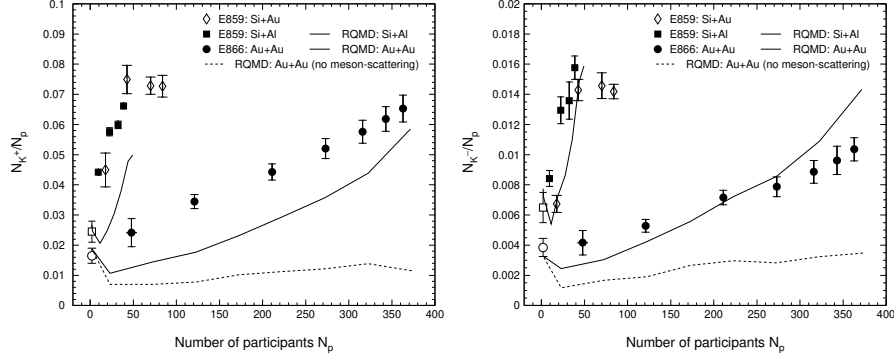 E859: Si+Au
E859: Si+Al
E866: Au+Au
RQMD: Si+Al
RQMD: Au+Au
RQMD: Au+Au (no meson-scattering)
N_K⁺/N_p
0.1
0.09
0.08
0.07
0.06
0.05
0.04
0.03
0.02
0.01
0
0 50 100 150 200 250 300 350 400
Number of participants N_p
E859: Si+Au
E859: Si+Al
E866: Au+Au
RQMD: Si+Al
RQMD: Au+Au
RQMD: Au+Au (no meson-scattering)
N_K⁻/N_p
0.018
0.016
0.014
0.012
0.01
0.008
0.006
0.004
0.002
0
0 50 100 150 200 250 300 350 400
Number of participants N_p